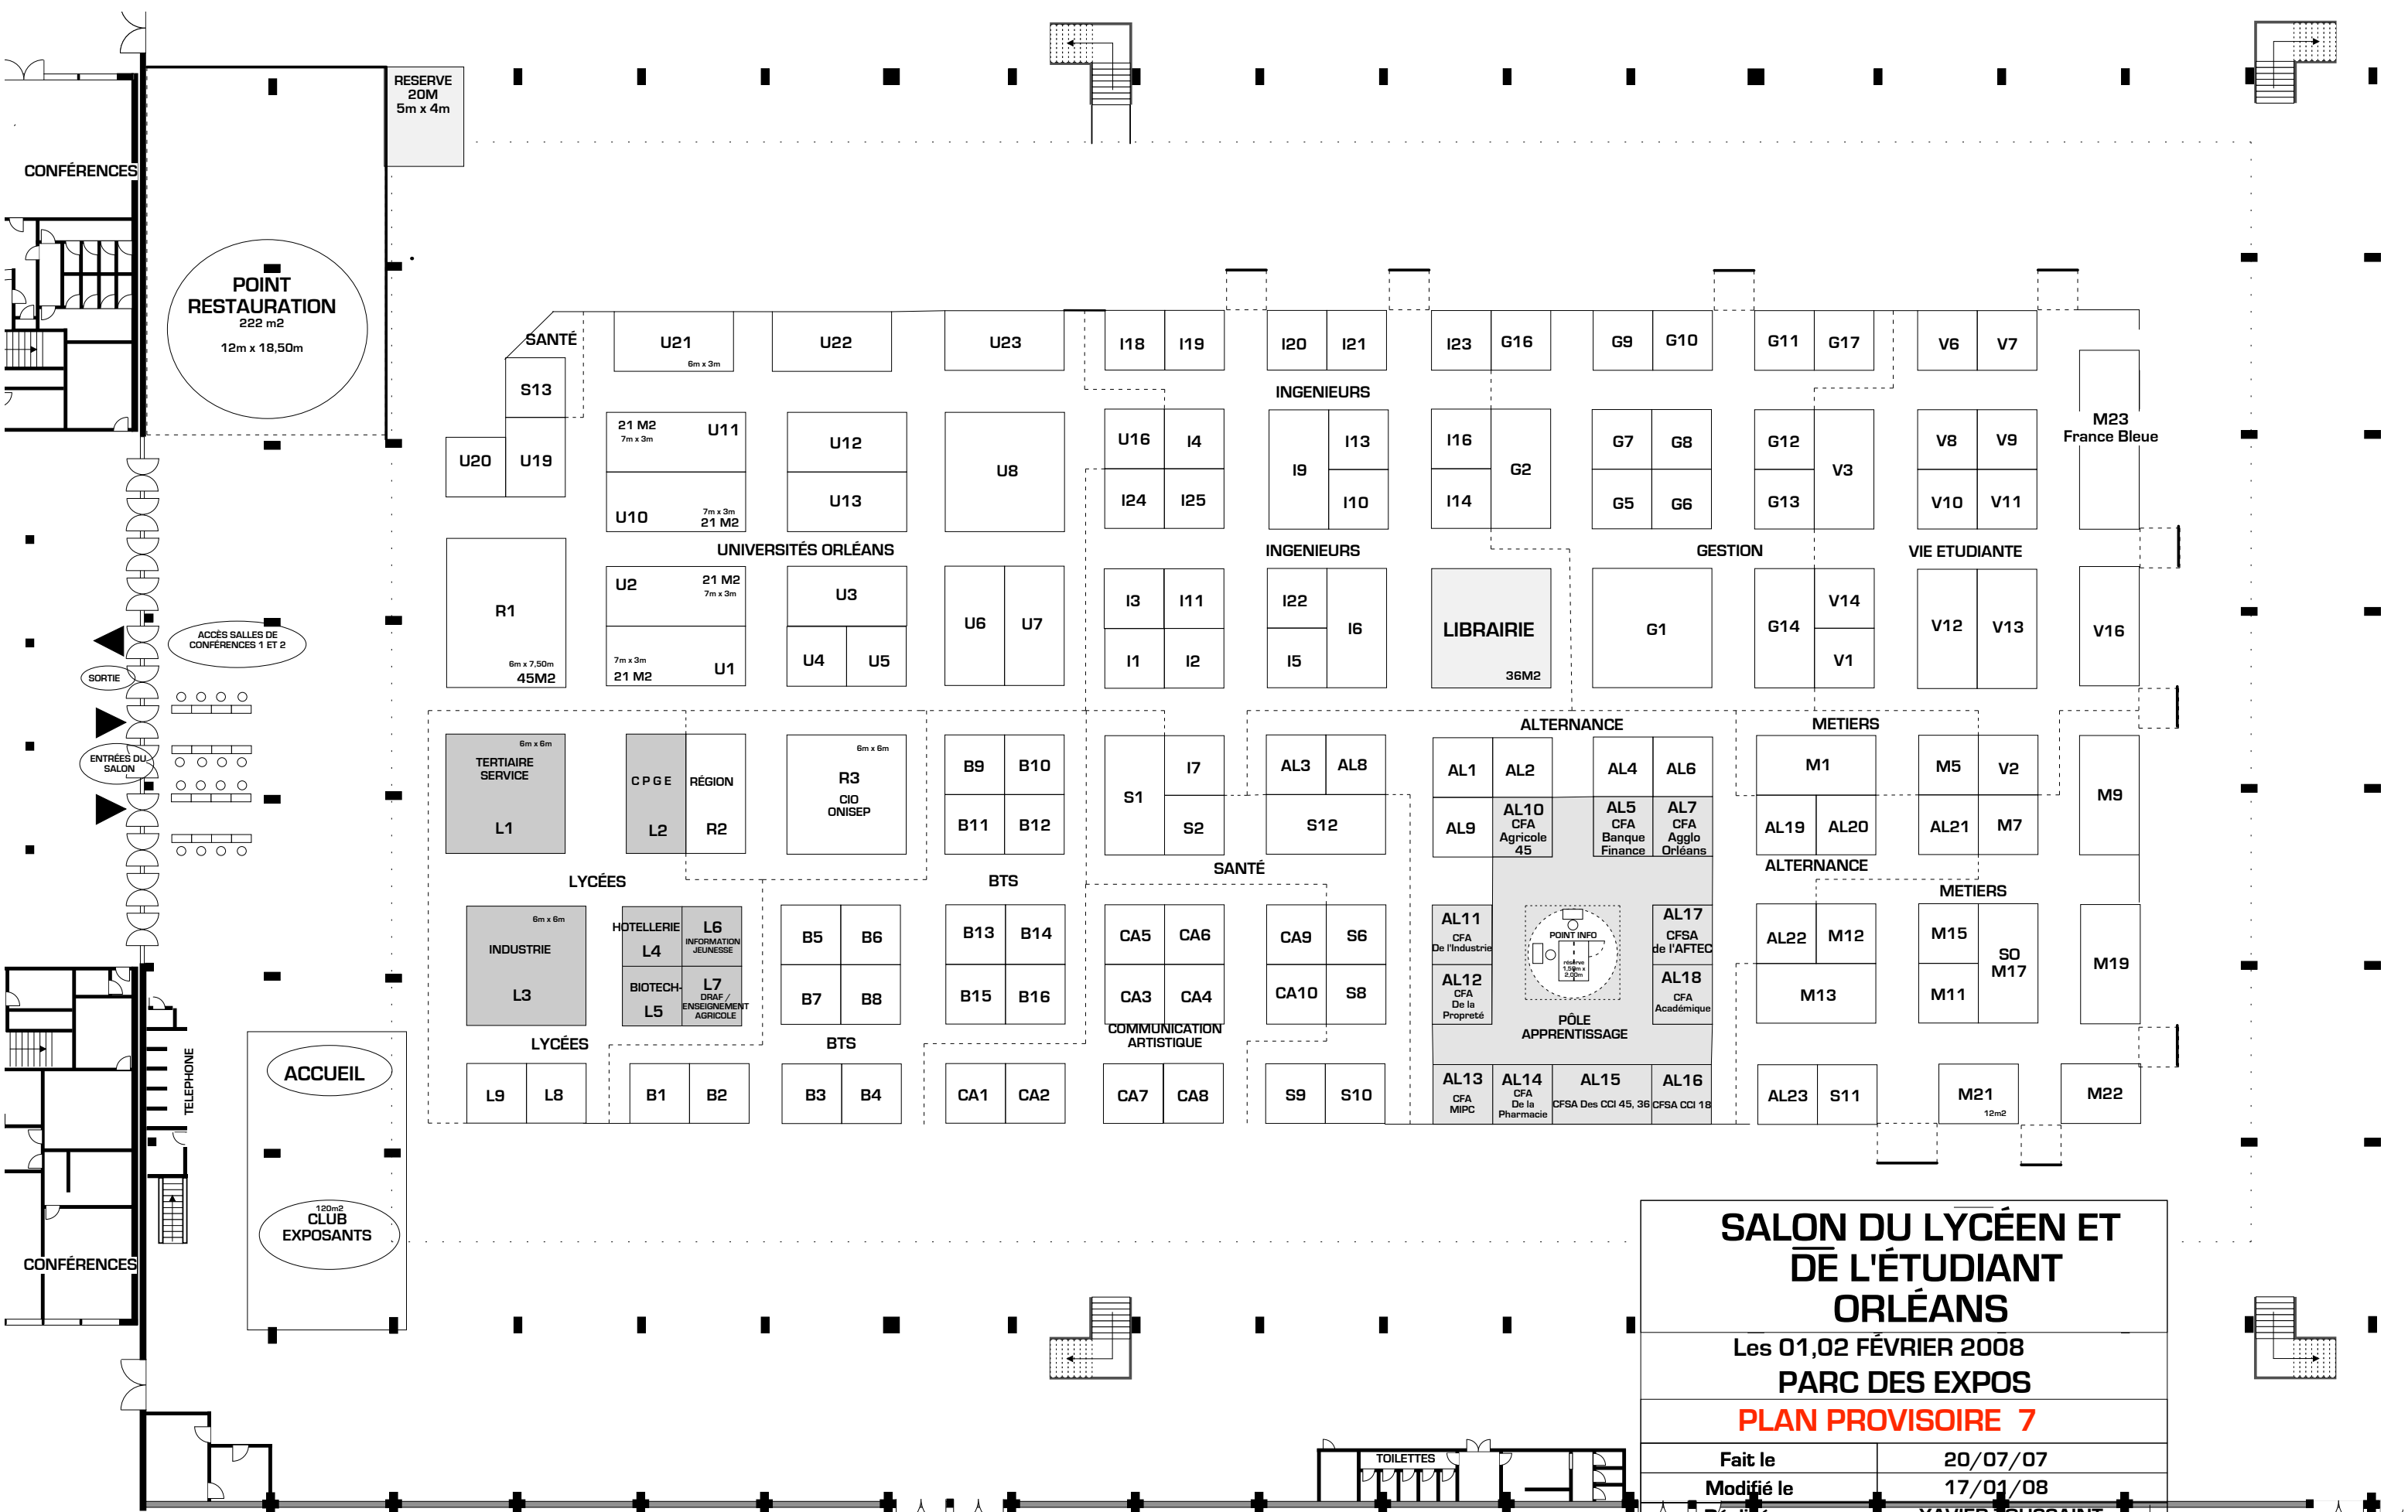 RESERVE
20M
5m x 4m
CONFÉRENCES
POINT
RESTAURATION
222 m2
12m x 18,50m
SANTÉ
U21
6m x 3m
U22
U23
I18 I19
I20 I21
I23 G16
G9 G10
G11 G17
V6 V7
S13
INGENIEURS
M23
France Bleue
U20 U19
21 M2
7m x 3m
U11
U12
U8
U16 I4
I9
I13
I16
G2
G7 G8
G12
V3
V8 V9
U10
7m x 3m
21 M2
U13
I24 I25
I10
I14
G5 G6
G13
V10 V11
UNIVERSITÉS ORLÉANS
INGENIEURS
GESTION
VIE ETUDIANTE
R1
6m x 7,50m
45M2
U2
21 M2
7m x 3m
U3
U6 U7
I3 I11
I22
I6
LIBRAIRIE
36M2
G1
G14
V14
V12 V13
V16
7m x 3m
21 M2
U1
U4 U5
I1 I2
I5
V1
ACCÈS SALLES DE
CONFÉRENCES 1 ET 2
SORTIE
ENTRÉES DU
SALON
ALTERNANCE
METIERS
6m x 6m
TERTIAIRE
SERVICE
L1
C P G E
L2
RÉGION
R2
6m x 6m
R3
CIO
ONISEP
B9 B10
B11 B12
S1
I7
S2
AL3 AL8
S12
AL1 AL2
AL9
AL10
CFA
Agricole
45
AL4 AL6
AL5
CFA
Banque
Finance
AL7
CFA
Agglo
Orléans
M1
AL19 AL20
M5 V2
AL21 M7
M9
LYCÉES
BTS
SANTÉ
ALTERNANCE
METIERS
6m x 6m
INDUSTRIE
L3
HOTELLERIE
L4
L6
INFORMATION
JEUNESSE
BIOTECH-
L5
L7
DRAF /
ENSEIGNEMENT
AGRICOLE
B5 B6
B7 B8
B13 B14
B15 B16
CA5 CA6
CA3 CA4
CA9 S6
CA10 S8
AL11
CFA
De l'Industrie
AL12
CFA
De la
Propreté
POINT INFO
réserve
1,50m x
2,00m
PÔLE
APPRENTISSAGE
AL17
CFSA
de l'AFTEC
AL18
CFA
Académique
AL22 M12
M13
M15
M11
SO
M17
M19
LYCÉES
BTS
COMMUNICATION
ARTISTIQUE
L9 L8
B1 B2
B3 B4
CA1 CA2
CA7 CA8
S9 S10
AL13
CFA
MIPC
AL14
CFA
De la
Pharmacie
AL15
CFSA Des CCI 45, 36
AL16
CFSA CCI 18
AL23 S11
M21
12m2
M22
TELEPHONE
ACCUEIL
120m2
CLUB
EXPOSANTS
CONFÉRENCES
TOILETTES
SALON DU LYCÉEN ET
DE L'ÉTUDIANT
ORLÉANS
Les 01,02 FÉVRIER 2008
PARC DES EXPOS
PLAN PROVISOIRE 7
Fait le 20/07/07
Modifié le 17/01/08